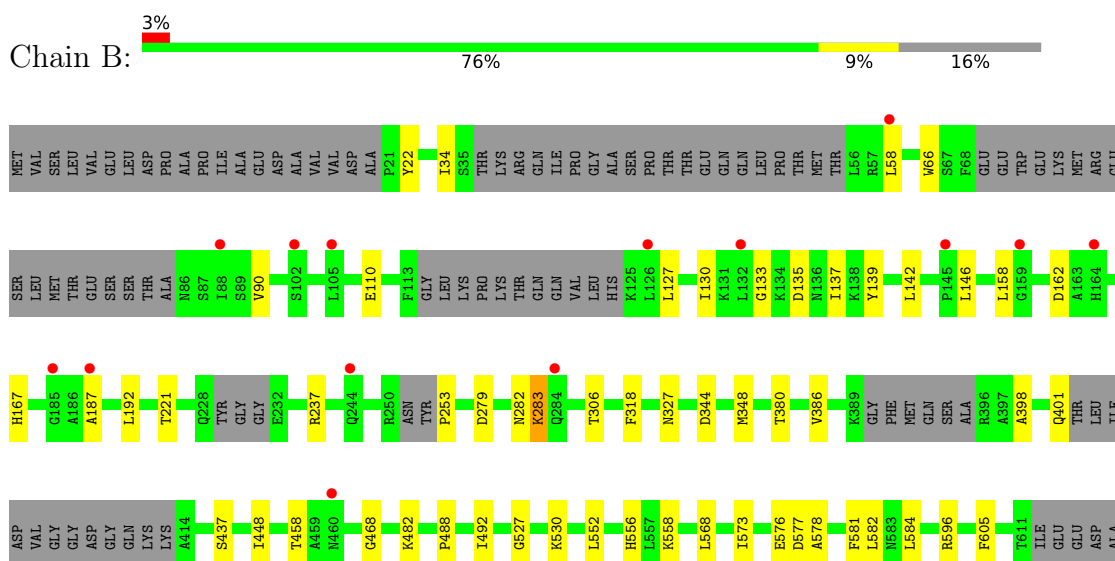 3%
Chain B:
76% 9% 16%
MET VAL SER LEU VAL GLU LEU ASP PRO ALA PRO ILE ALA GLU ASP ALA VAL VAL ASP ALA P21 Y22 I34 S35 THR LYS ARG GLN ILE PRO GLY ALA SER PRO THR THR GLU GLN LEU PRO THR MET THR L56 R57 L58 W66 S67 F68 GLU GLU TRP GLU LYS MET ARG GLU
SER LEU MET THR GLU SER SER THR ALA N86 S87 I88 S89 V90 S102 L105 E110 F113 GLY LEU LYS PRO LYS THR GLN GLN VAL LEU HIS K125 L126 L127 I130 K131 L132 G133 K134 D135 N136 I137 K138 Y139 L142 P145 L146 L158 G159 D162 A163 H164
H167 G185 A186 A187 L192 T221 Q228 TYR GLY GLY E232 R237 Q244 R250 ASN TYR P253 D279 N282 K283 Q284 T306 F318 N327 D344 M348 T380 V386 K389 GLY PHE MET GLN SER ALA R396 A397 A398 Q401 THR LEU ILE
ASP VAL GLY GLY ASP GLY GLN LYS LYS A414 S437 I448 T458 A459 N460 G468 K482 P488 I492 G527 K530 L552 H556 L557 K558 L568 I573 E576 D577 A578 F581 L582 N583 L584 R596 F605 T611 ILE GLU GLU ASP ALA